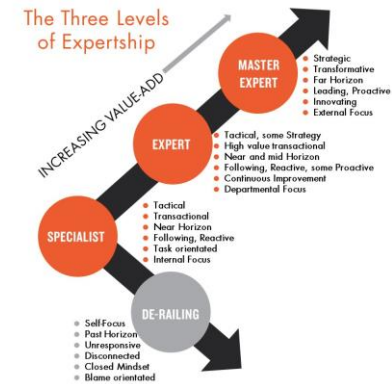 The Three Levels
of Expertship
INCREASING VALUE-ADD
MASTER
EXPERT
Strategic
Transformative
Far Horizon
Leading, Proactive
Innovating
External Focus
EXPERT
Tactical, some Strategy
High value transactional
Near and mid Horizon
Following, Reactive, some Proactive
Continuous Improvement
Departmental Focus
SPECIALIST
Tactical
Transactional
Near Horizon
Following, Reactive
Task orientated
Internal Focus
DE-RAILING
Self-Focus
Past Horizon
Unresponsive
Disconnected
Closed Mindset
Blame orientated